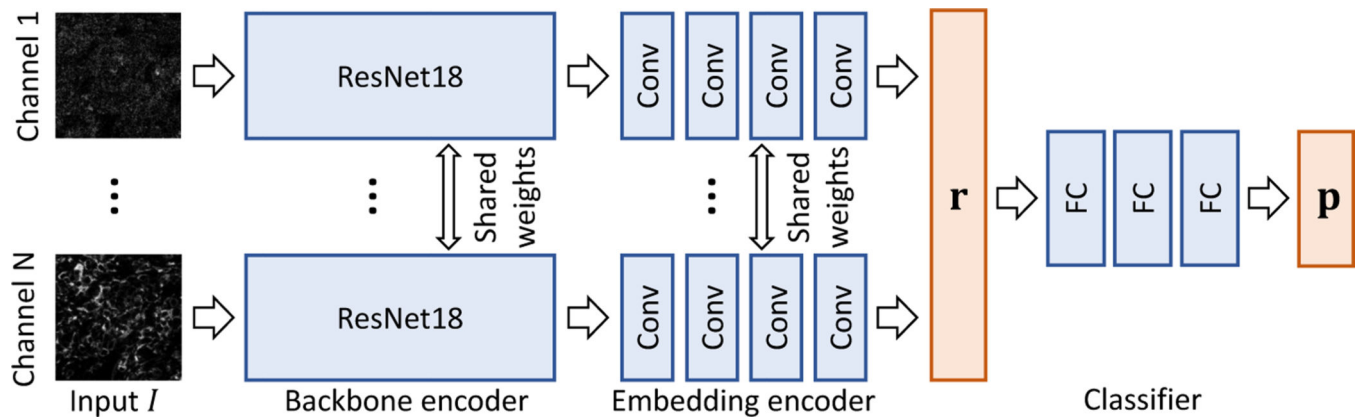 Channel 1
ResNet18
Conv
Conv
Conv
Conv
...
...
Shared
weights
...
Shared
weights
r
FC
FC
FC
p
Channel N
ResNet18
Conv
Conv
Conv
Conv
Input I
Backbone encoder
Embedding encoder
Classifier